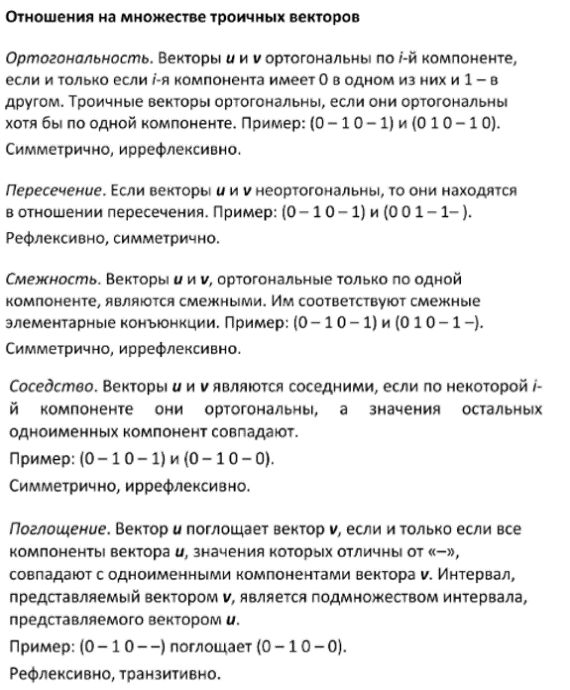 Отношения на множестве троичных векторов
Ортогональность. Векторы u и v ортогональны по i-й компоненте,
если и только если i-я компонента имеет 0 в одном из них и 1 – в
другом. Троичные векторы ортогональны, если они ортогональны
хотя бы по одной компоненте. Пример: (0 – 1 0 – 1) и (0 1 0 – 1 0).
Симметрично, иррефлексивно.
Пересечение. Если векторы u и v неортогональны, то они находятся
в отношении пересечения. Пример: (0 – 1 0 – 1) и (0 0 1 – 1– ).
Рефлексивно, симметрично.
Смежность. Векторы u и v, ортогональные только по одной
компоненте, являются смежными. Им соответствуют смежные
элементарные конъюнкции. Пример: (0 – 1 0 – 1) и (0 1 0 – 1 –).
Симметрично, иррефлексивно.
Соседство. Векторы u и v являются соседними, если по некоторой i-
й компоненте они ортогональны, а значения остальных
одноименных компонент совпадают.
Пример: (0 – 1 0 – 1) и (0 – 1 0 – 0).
Симметрично, иррефлексивно.
Поглощение. Вектор u поглощает вектор v, если и только если все
компоненты вектора u, значения которых отличны от «–»,
совпадают с одноименными компонентами вектора v. Интервал,
представляемый вектором v, является подмножеством интервала,
представляемого вектором u.
Пример: (0 – 1 0 – –) поглощает (0 – 1 0 – 0).
Рефлексивно, транзитивно.